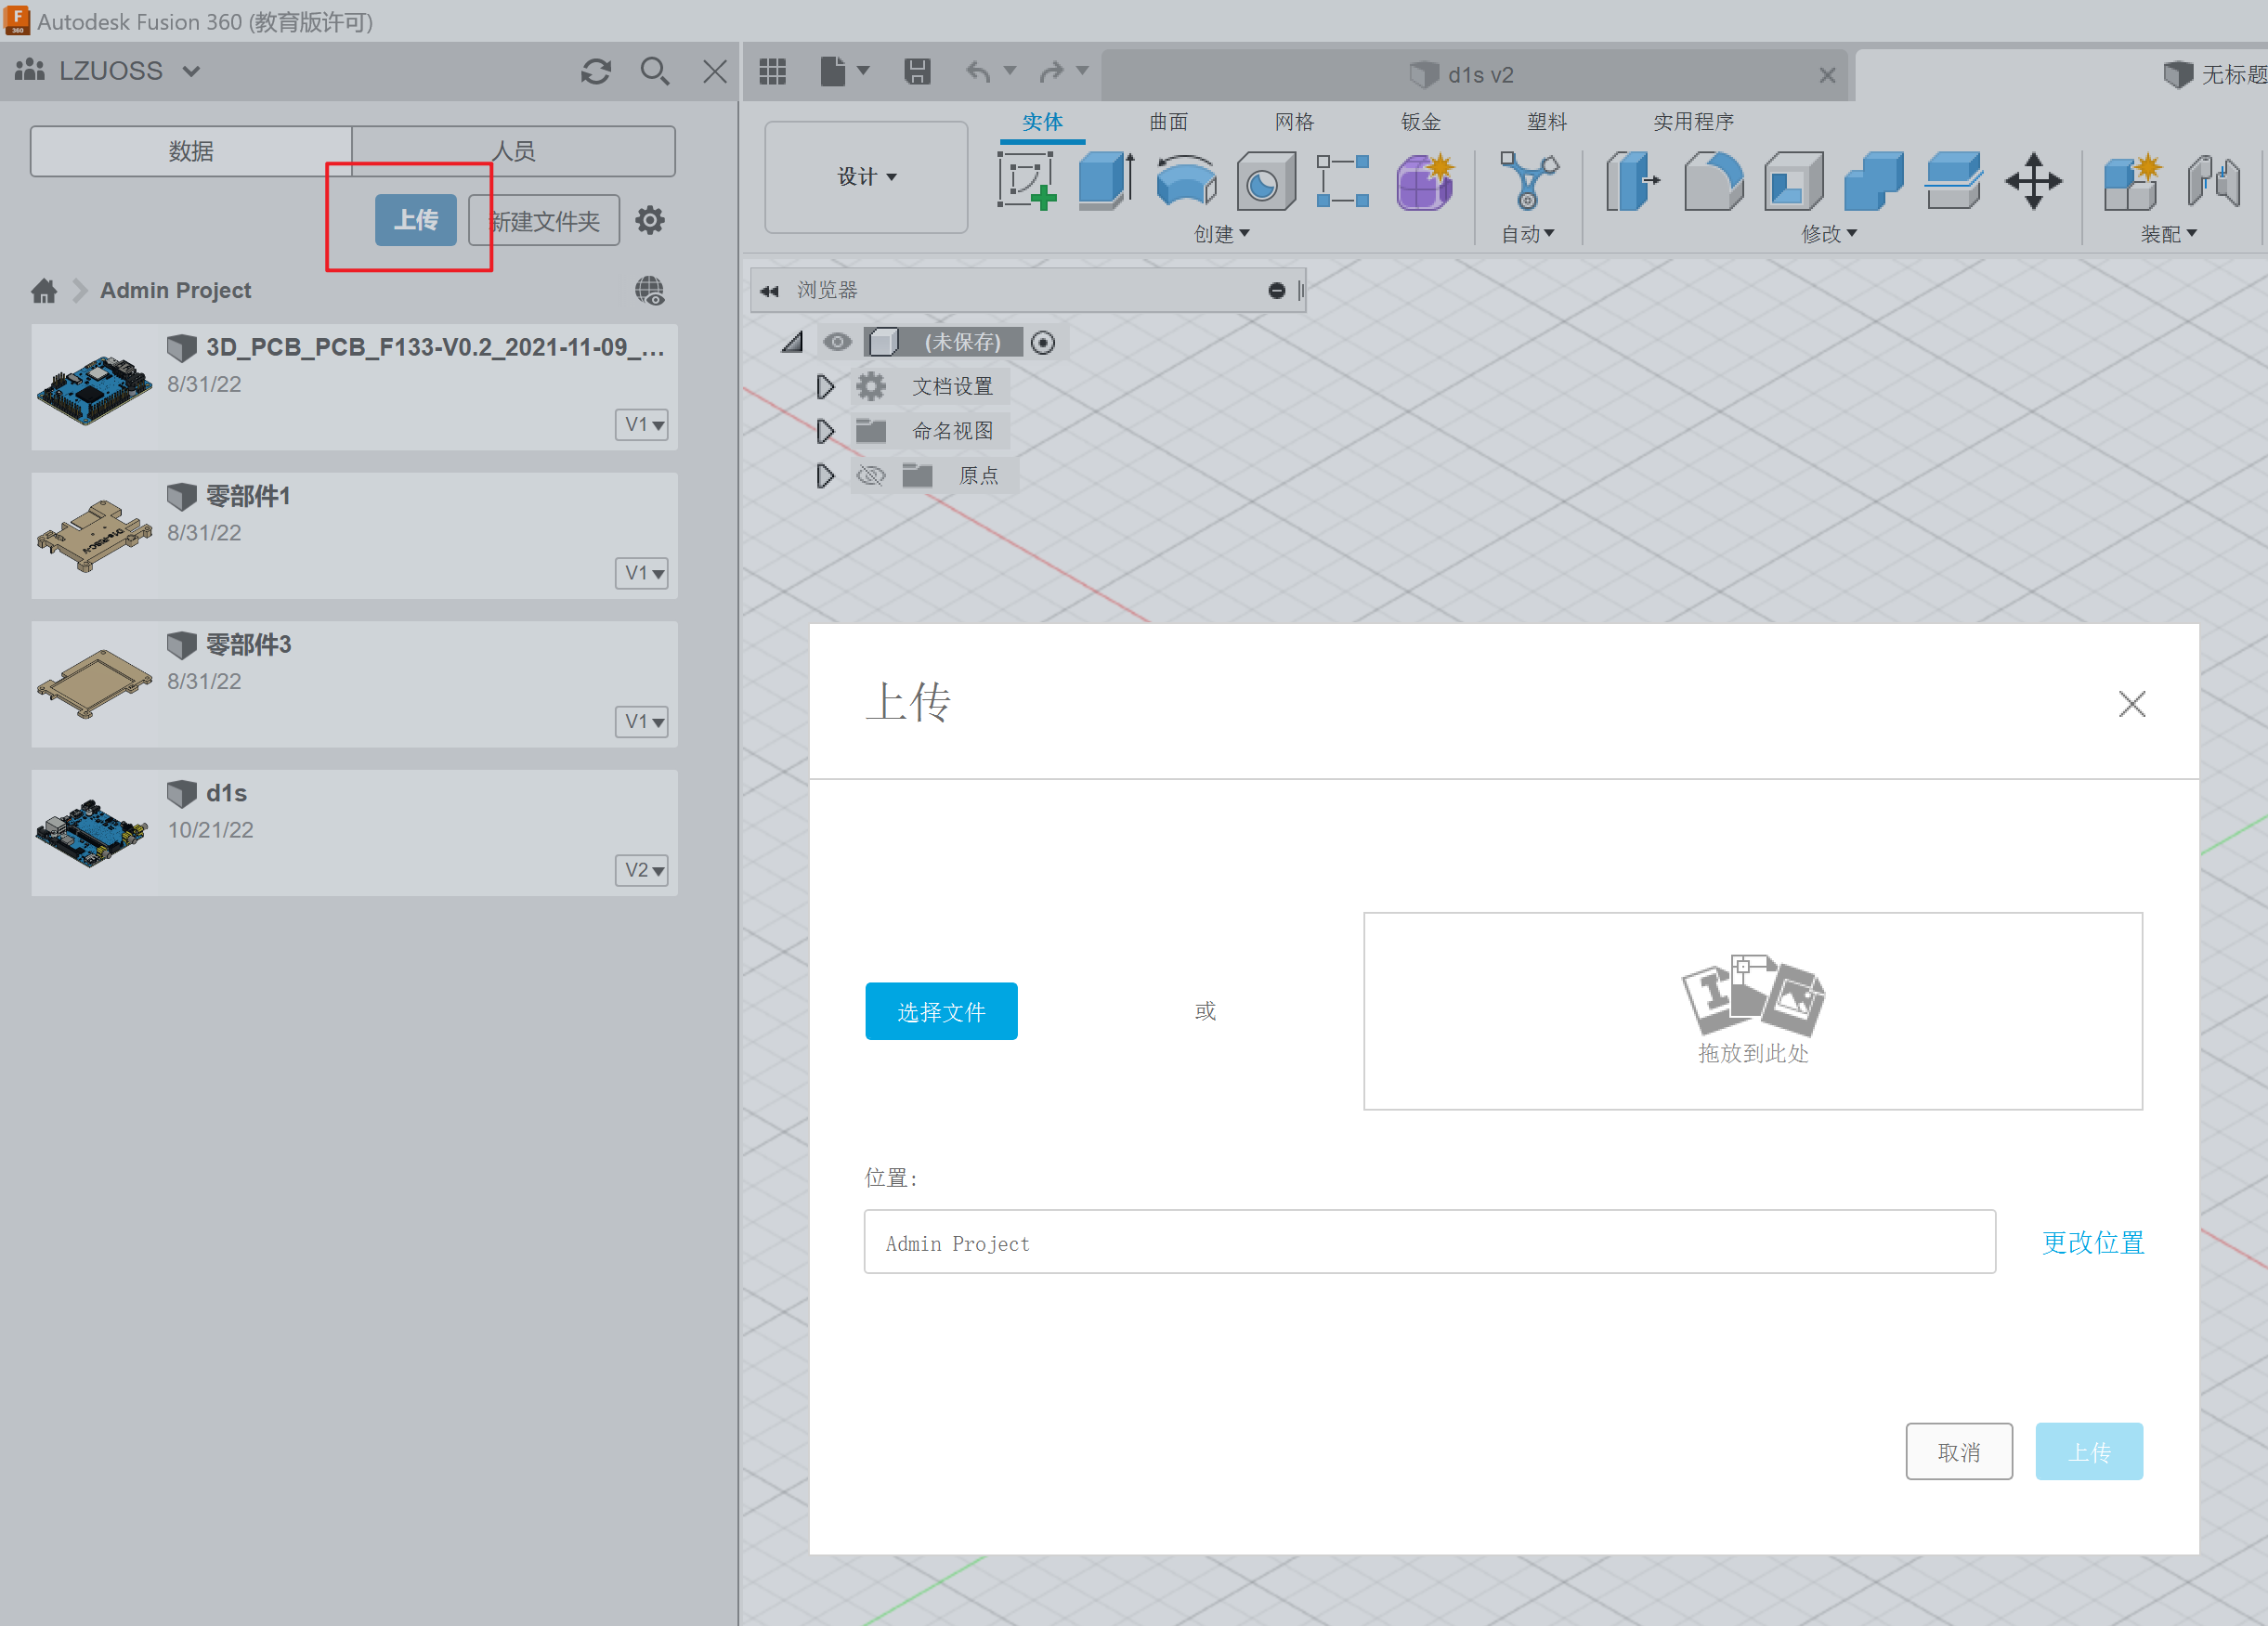 Autodesk Fusion 360 (教育版许可)
LZUOSS
d1s v2
无标题
数据
人员
上传
新建文件夹
Admin Project
3D_PCB_PCB_F133-V0.2_2021-11-09_...
8/31/22
V1
零部件1
8/31/22
V1
零部件3
8/31/22
V1
d1s
10/21/22
V2
设计
实体
曲面
网格
钣金
塑料
实用程序
创建
自动
修改
装配
浏览器
(未保存)
文档设置
命名视图
原点
上传
选择文件
或
拖放到此处
位置:
Admin Project
更改位置
取消
上传